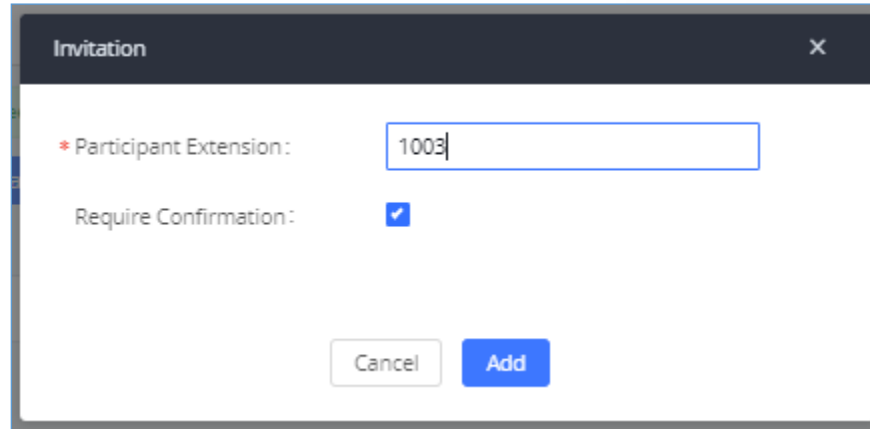 Invitation
* Participant Extension: 1003
Require Confirmation:
Cancel Add